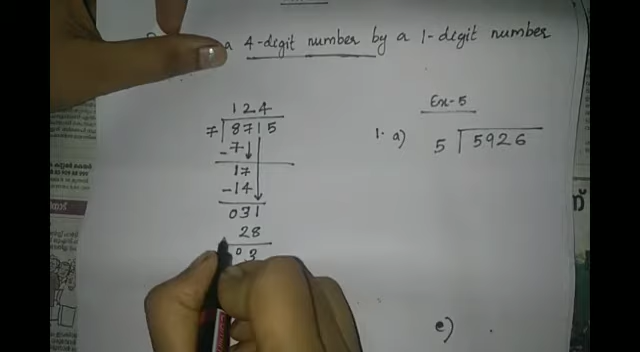 a 4-digit number by a 1-digit number
Ex-5
124
7 8715
-7
17
-14
031
28
03
1. a) 5 5926
e)